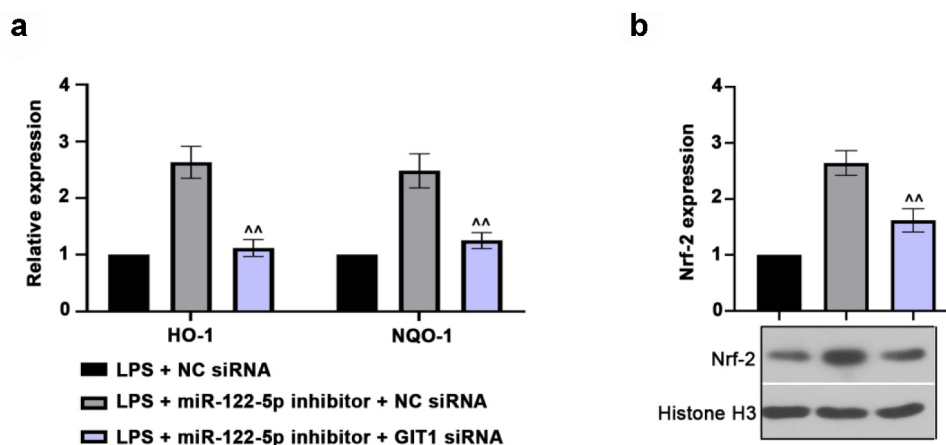 a
b
Relative expression
4
3
2
1
0
^^
^^
HO-1
NQO-1
LPS + NC siRNA
LPS + miR-122-5p inhibitor + NC siRNA
LPS + miR-122-5p inhibitor + GIT1 siRNA
Nrf-2 expression
4
3
2
1
0
^^
Nrf-2
Histone H3